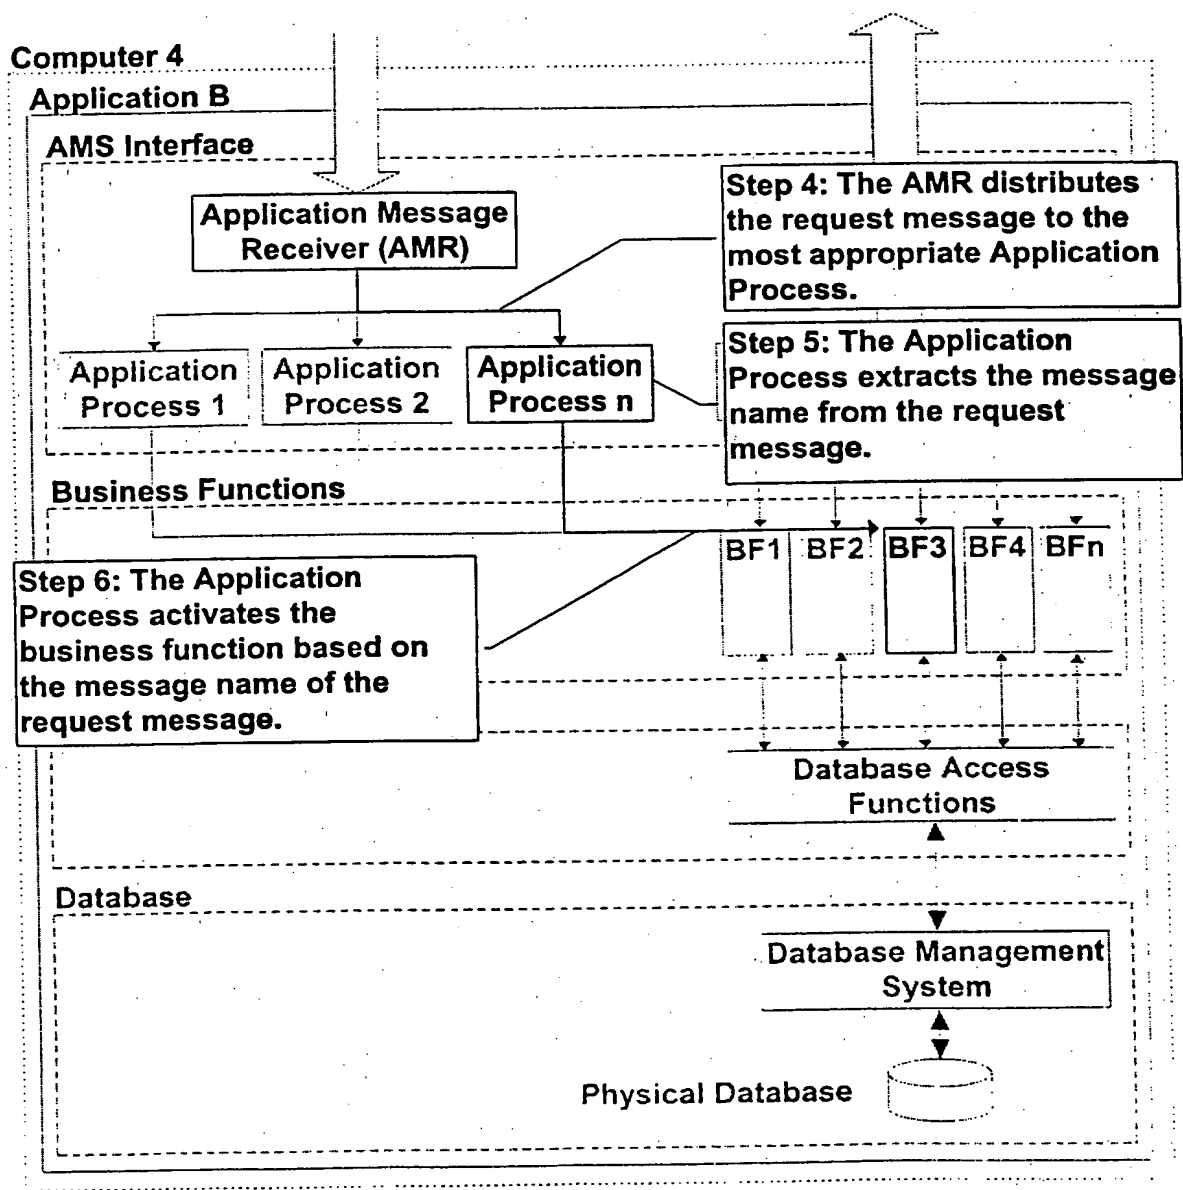 Computer 4
Application B
AMS Interface
Application Message
Receiver (AMR)
Step 4: The AMR distributes
the request message to the
most appropriate Application
Process.
Application
Process 1
Application
Process 2
Application
Process n
Step 5: The Application
Process extracts the message
name from the request
message.
Business Functions
BF1
BF2
BF3
BF4
BFn
Step 6: The Application
Process activates the
business function based on
the message name of the
request message.
Database Access
Functions
Database
Database Management
System
Physical Database